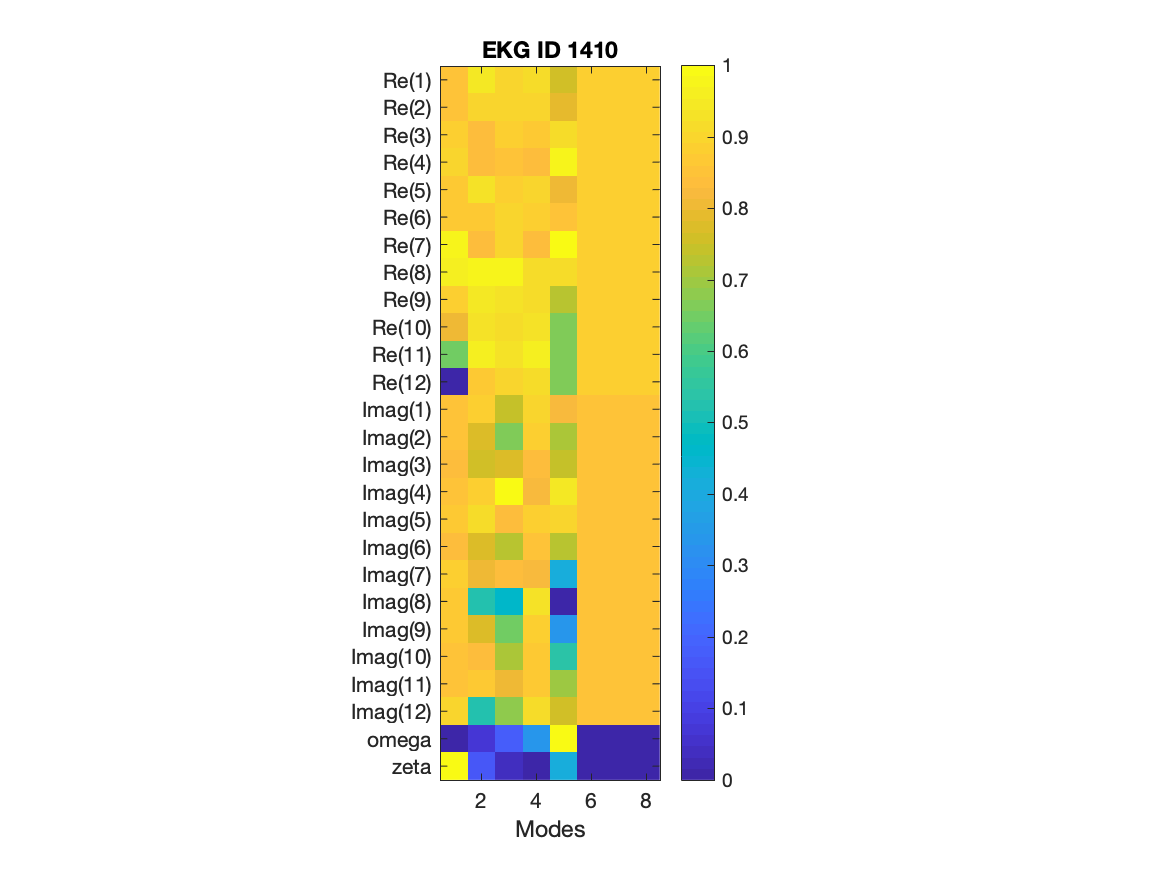 EKG ID 1410
Re(1)
Re(2)
Re(3)
Re(4)
Re(5)
Re(6)
Re(7)
Re(8)
Re(9)
Re(10)
Re(11)
Re(12)
Imag(1)
Imag(2)
Imag(3)
Imag(4)
Imag(5)
Imag(6)
Imag(7)
Imag(8)
Imag(9)
Imag(10)
Imag(11)
Imag(12)
omega
zeta
2 4 6 8
Modes
1
0.9
0.8
0.7
0.6
0.5
0.4
0.3
0.2
0.1
0